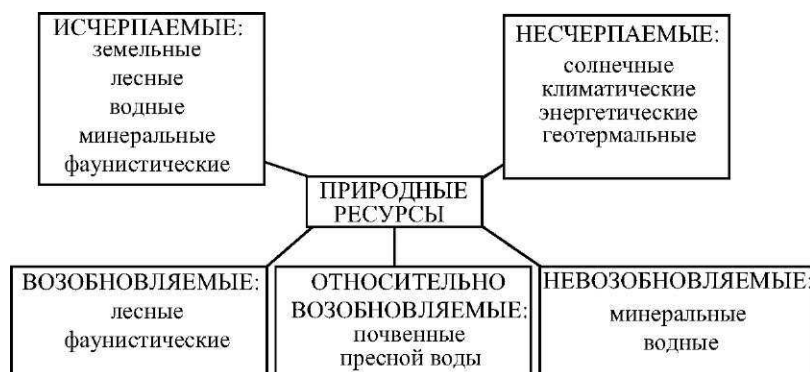 ИСЧЕРПАЕМЫЕ:
земельные
лесные
водные
минеральные
фаунистические
НЕСЧЕРПАЕМЫЕ:
солнечные
климатические
энергетические
геотермальные
ПРИРОДНЫЕ
РЕСУРСЫ
ВОЗОБНОВЛЯЕМЫЕ:
лесные
фаунистические
ОТНОСИТЕЛЬНО
ВОЗОБНОВЛЯЕМЫЕ:
почвенные
пресной воды
НЕВОЗОБНОВЛЯЕМЫЕ:
минеральные
водные